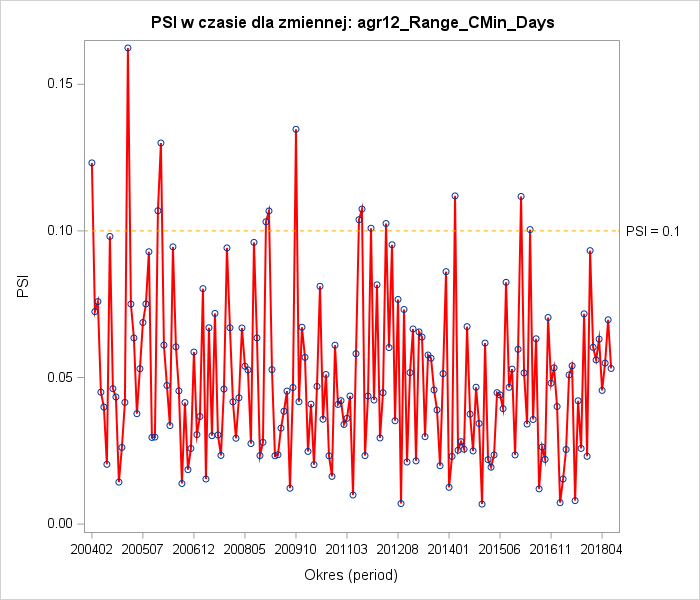 PSI w czasie dla zmiennej: agr12_Range_CMin_Days
0.15
0.10
0.05
0.00
PSI
PSI = 0.1
200402 200507 200612 200805 200910 201103 201208 201401 201506 201611 201804
Okres (period)